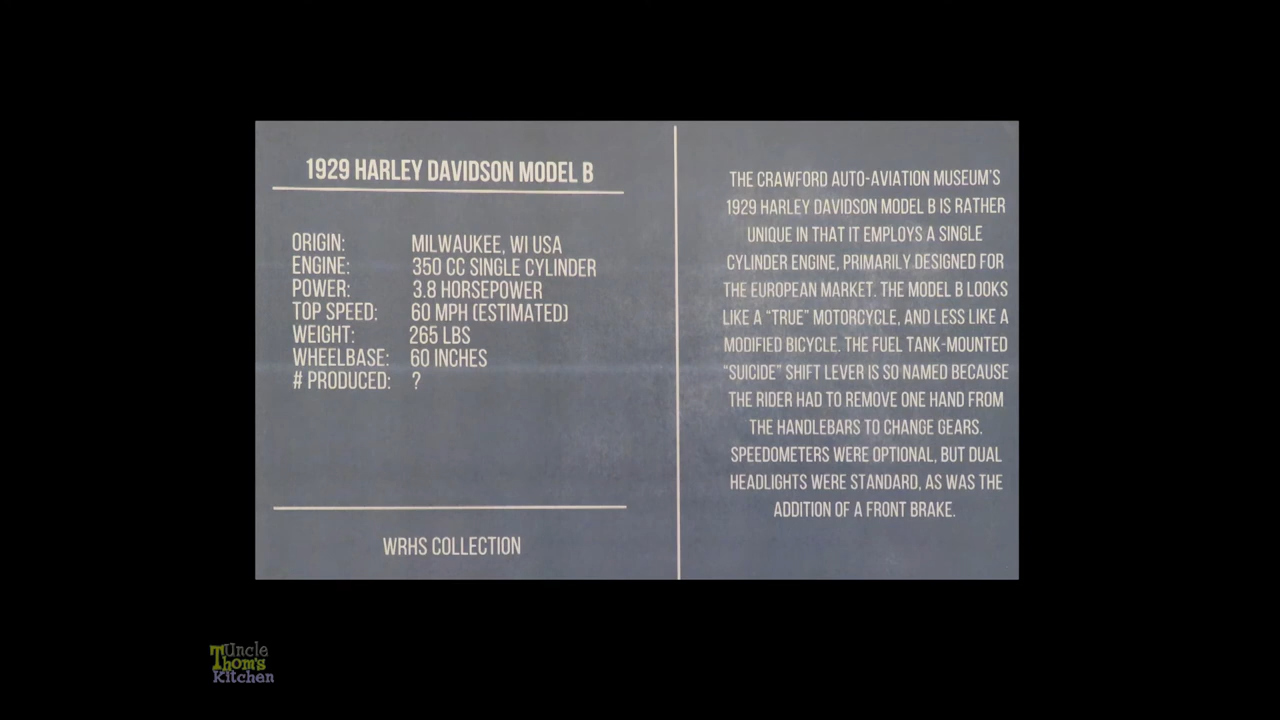 1929 HARLEY DAVIDSON MODEL B
ORIGIN: MILWAUKEE, WI USA
ENGINE: 350 CC SINGLE CYLINDER
POWER: 3.8 HORSEPOWER
TOP SPEED: 60 MPH (ESTIMATED)
WEIGHT: 265 LBS
WHEELBASE: 60 INCHES
# PRODUCED: ?
WRHS COLLECTION
THE CRAWFORD AUTO-AVIATION MUSEUM'S
1929 HARLEY DAVIDSON MODEL B IS RATHER
UNIQUE IN THAT IT EMPLOYS A SINGLE
CYLINDER ENGINE, PRIMARILY DESIGNED FOR
THE EUROPEAN MARKET. THE MODEL B LOOKS
LIKE A "TRUE" MOTORCYCLE, AND LESS LIKE A
MODIFIED BICYCLE. THE FUEL TANK-MOUNTED
"SUICIDE" SHIFT LEVER IS SO NAMED BECAUSE
THE RIDER HAD TO REMOVE ONE HAND FROM
THE HANDLEBARS TO CHANGE GEARS.
SPEEDOMETERS WERE OPTIONAL, BUT DUAL
HEADLIGHTS WERE STANDARD, AS WAS THE
ADDITION OF A FRONT BRAKE.
Uncle
Thom's
Kitchen